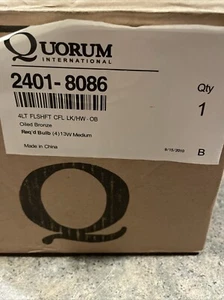 QUORUM
INTERNATIONAL
2401-8086
Qty
4LT FLSHFT CFL LK/HW - OB
1
Oiled Bronze
Req'd Bulb (4)13W Medium
Made in China
B
Q